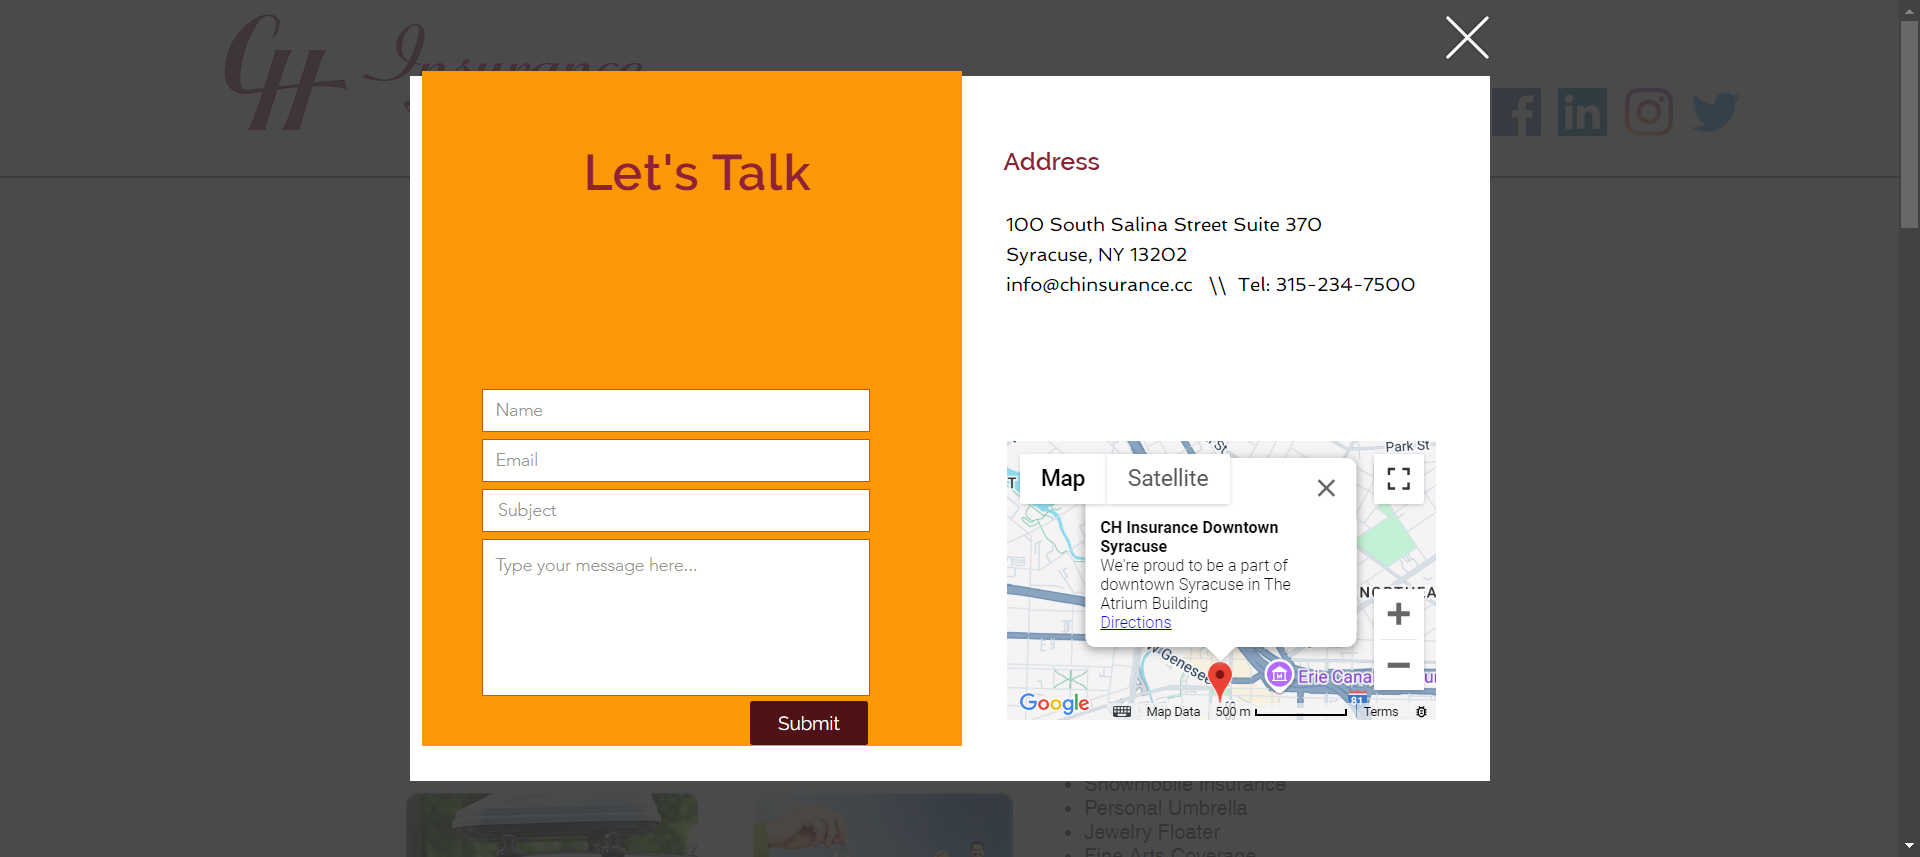 CH Insurance
Let's Talk
Name
Email
Subject
Type your message here...
Submit
Address
100 South Salina Street Suite 370
Syracuse, NY 13202
info@chinsurance.cc \\ Tel: 315-234-7500
Park St
Map Satellite
CH Insurance Downtown
Syracuse
We're proud to be a part of
downtown Syracuse in The
Atrium Building
Directions
W Genesee
Erie Canal
81
Google
Map Data 500 m Terms
Snowmobile Insurance
Personal Umbrella
Jewelry Floater
Fine Arts Coverage